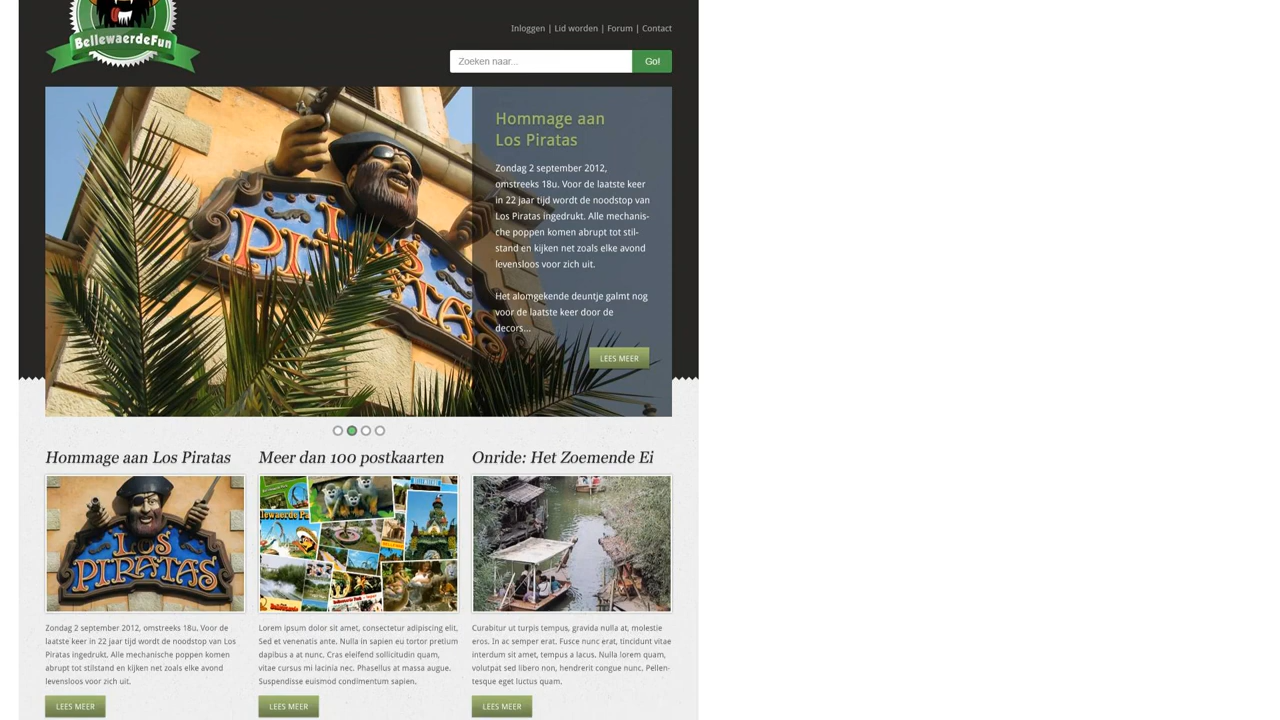 BellewaerdeFun
Inloggen | Lid worden | Forum | Contact
Zoeken naar...
Go!
Los
Piratas
Hommage aan
Los Piratas
Zondag 2 september 2012,
omstreeks 18u. Voor de laatste keer
in 22 jaar tijd wordt de noodstop van
Los Piratas ingedrukt. Alle mechanis-
che poppen komen abrupt tot stil-
stand en kijken net zoals elke avond
levensloos voor zich uit.
Het alomgekende deuntje galmt nog
voor de laatste keer door de
decors...
LEES MEER
Hommage aan Los Piratas
LOS
PIRATAS
Zondag 2 september 2012, omstreeks 18u. Voor de
laatste keer in 22 jaar tijd wordt de noodstop van Los
Piratas ingedrukt. Alle mechanische poppen komen
abrupt tot stilstand en kijken net zoals elke avond
levensloos voor zich uit.
LEES MEER
Meer dan 100 postkaarten
Lorem ipsum dolor sit amet, consectetur adipiscing elit.
Sed et venenatis ante. Nulla in sapien eu tortor pretium
dapibus a at nunc. Cras eleifend sollicitudin quam,
vitae cursus mi lacinia nec. Phasellus at massa augue.
Suspendisse euismod condimentum sapien.
LEES MEER
Onride: Het Zoemende Ei
Curabitur ut turpis tempus, gravida nulla at, molestie
eros. In ac semper erat. Fusce nunc erat, tincidunt vitae
interdum sit amet, tempus a lacus. Nulla lorem quam,
volutpat sed libero non, hendrerit congue nunc. Pellen-
tesque eget luctus quam.
LEES MEER